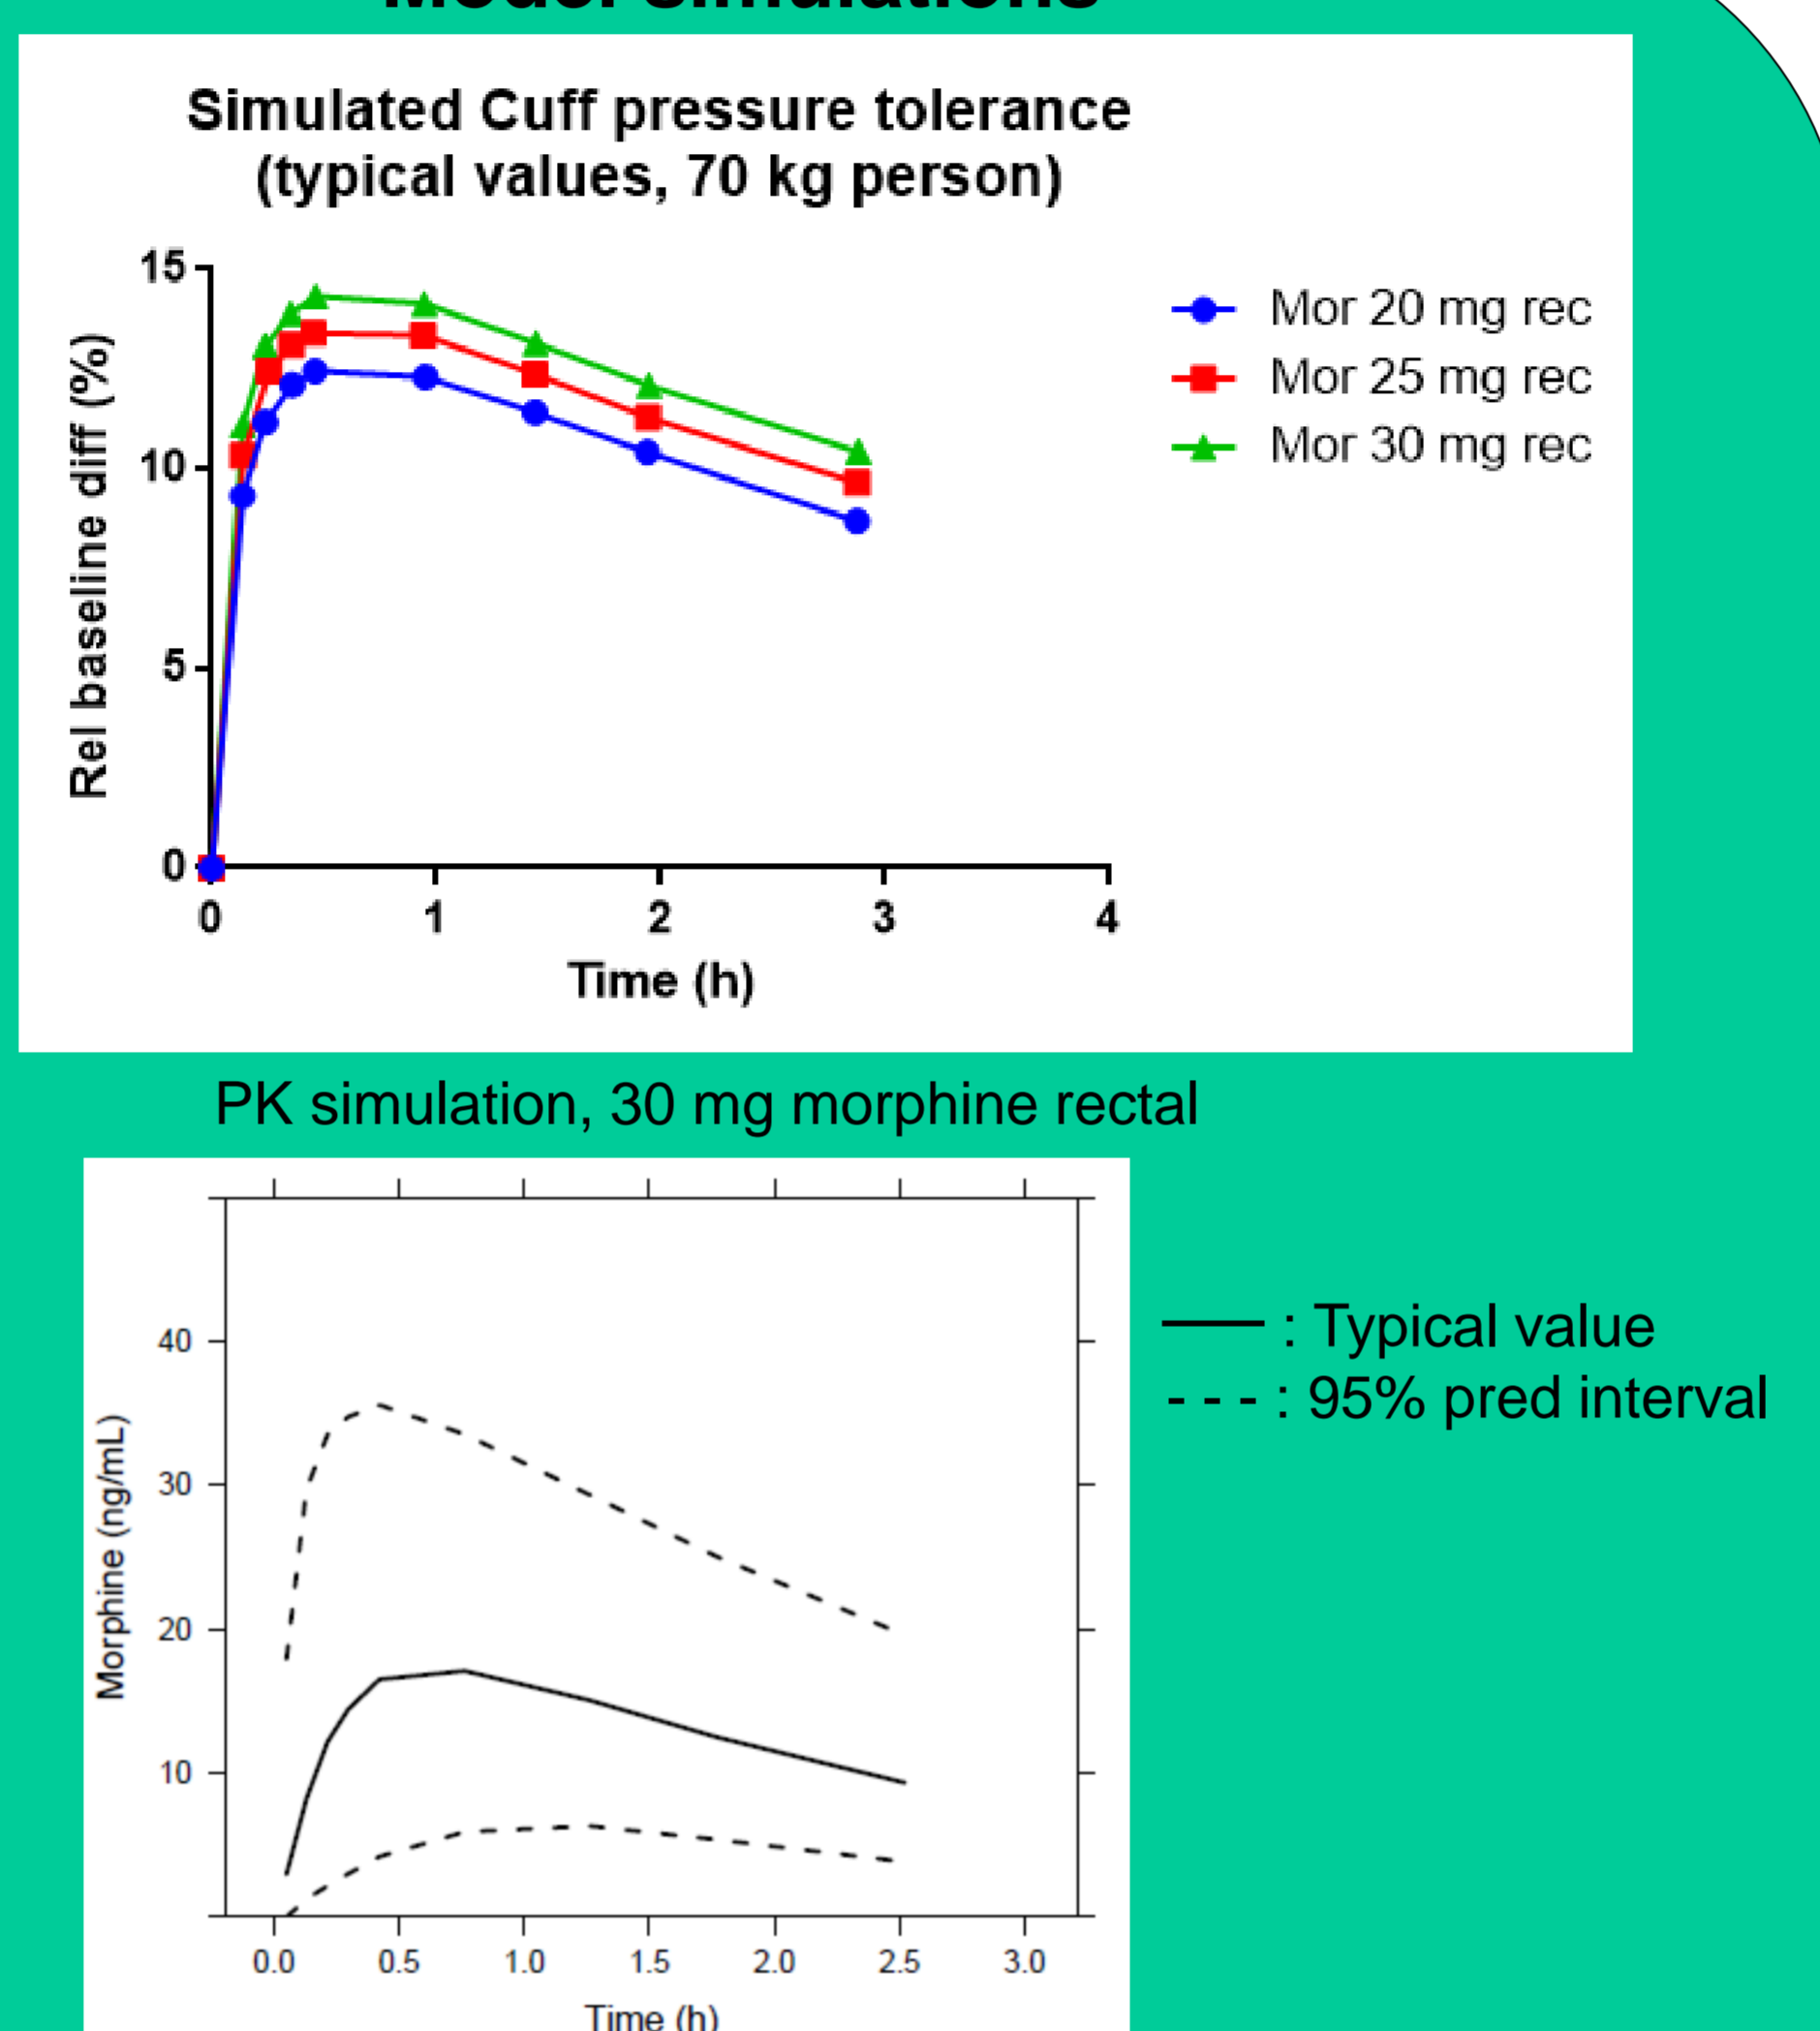 Model simulations
Simulated Cuff pressure tolerance
(typical values, 70 kg person)
15
10
5
0
Rel baseline diff (%)
0 1 2 3 4
Time (h)
Mor 20 mg rec
Mor 25 mg rec
Mor 30 mg rec
PK simulation, 30 mg morphine rectal
40
30
20
10
Morphine (ng/mL)
0.0 0.5 1.0 1.5 2.0 2.5 3.0
Time (h)
: Typical value
: 95% pred interval